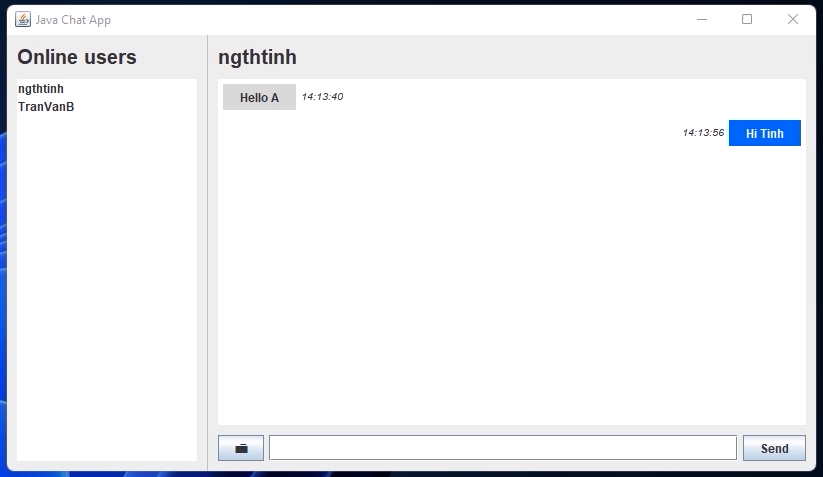 Java Chat App
Online users
ngthtinh
TranVanB
ngthtinh
Hello A 14:13:40
14:13:56 Hi Tinh
Send